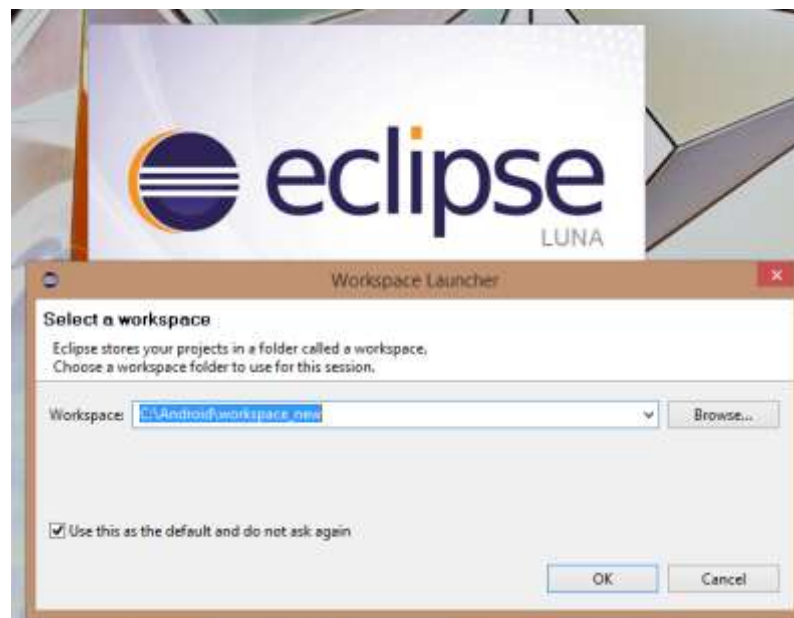 eclipse
LUNA
Workspace Launcher
Select a workspace
Eclipse stores your projects in a folder called a workspace.
Choose a workspace folder to use for this session.
Workspace: C:\Android\workspace_new Browse...
Use this as the default and do not ask again
OK Cancel